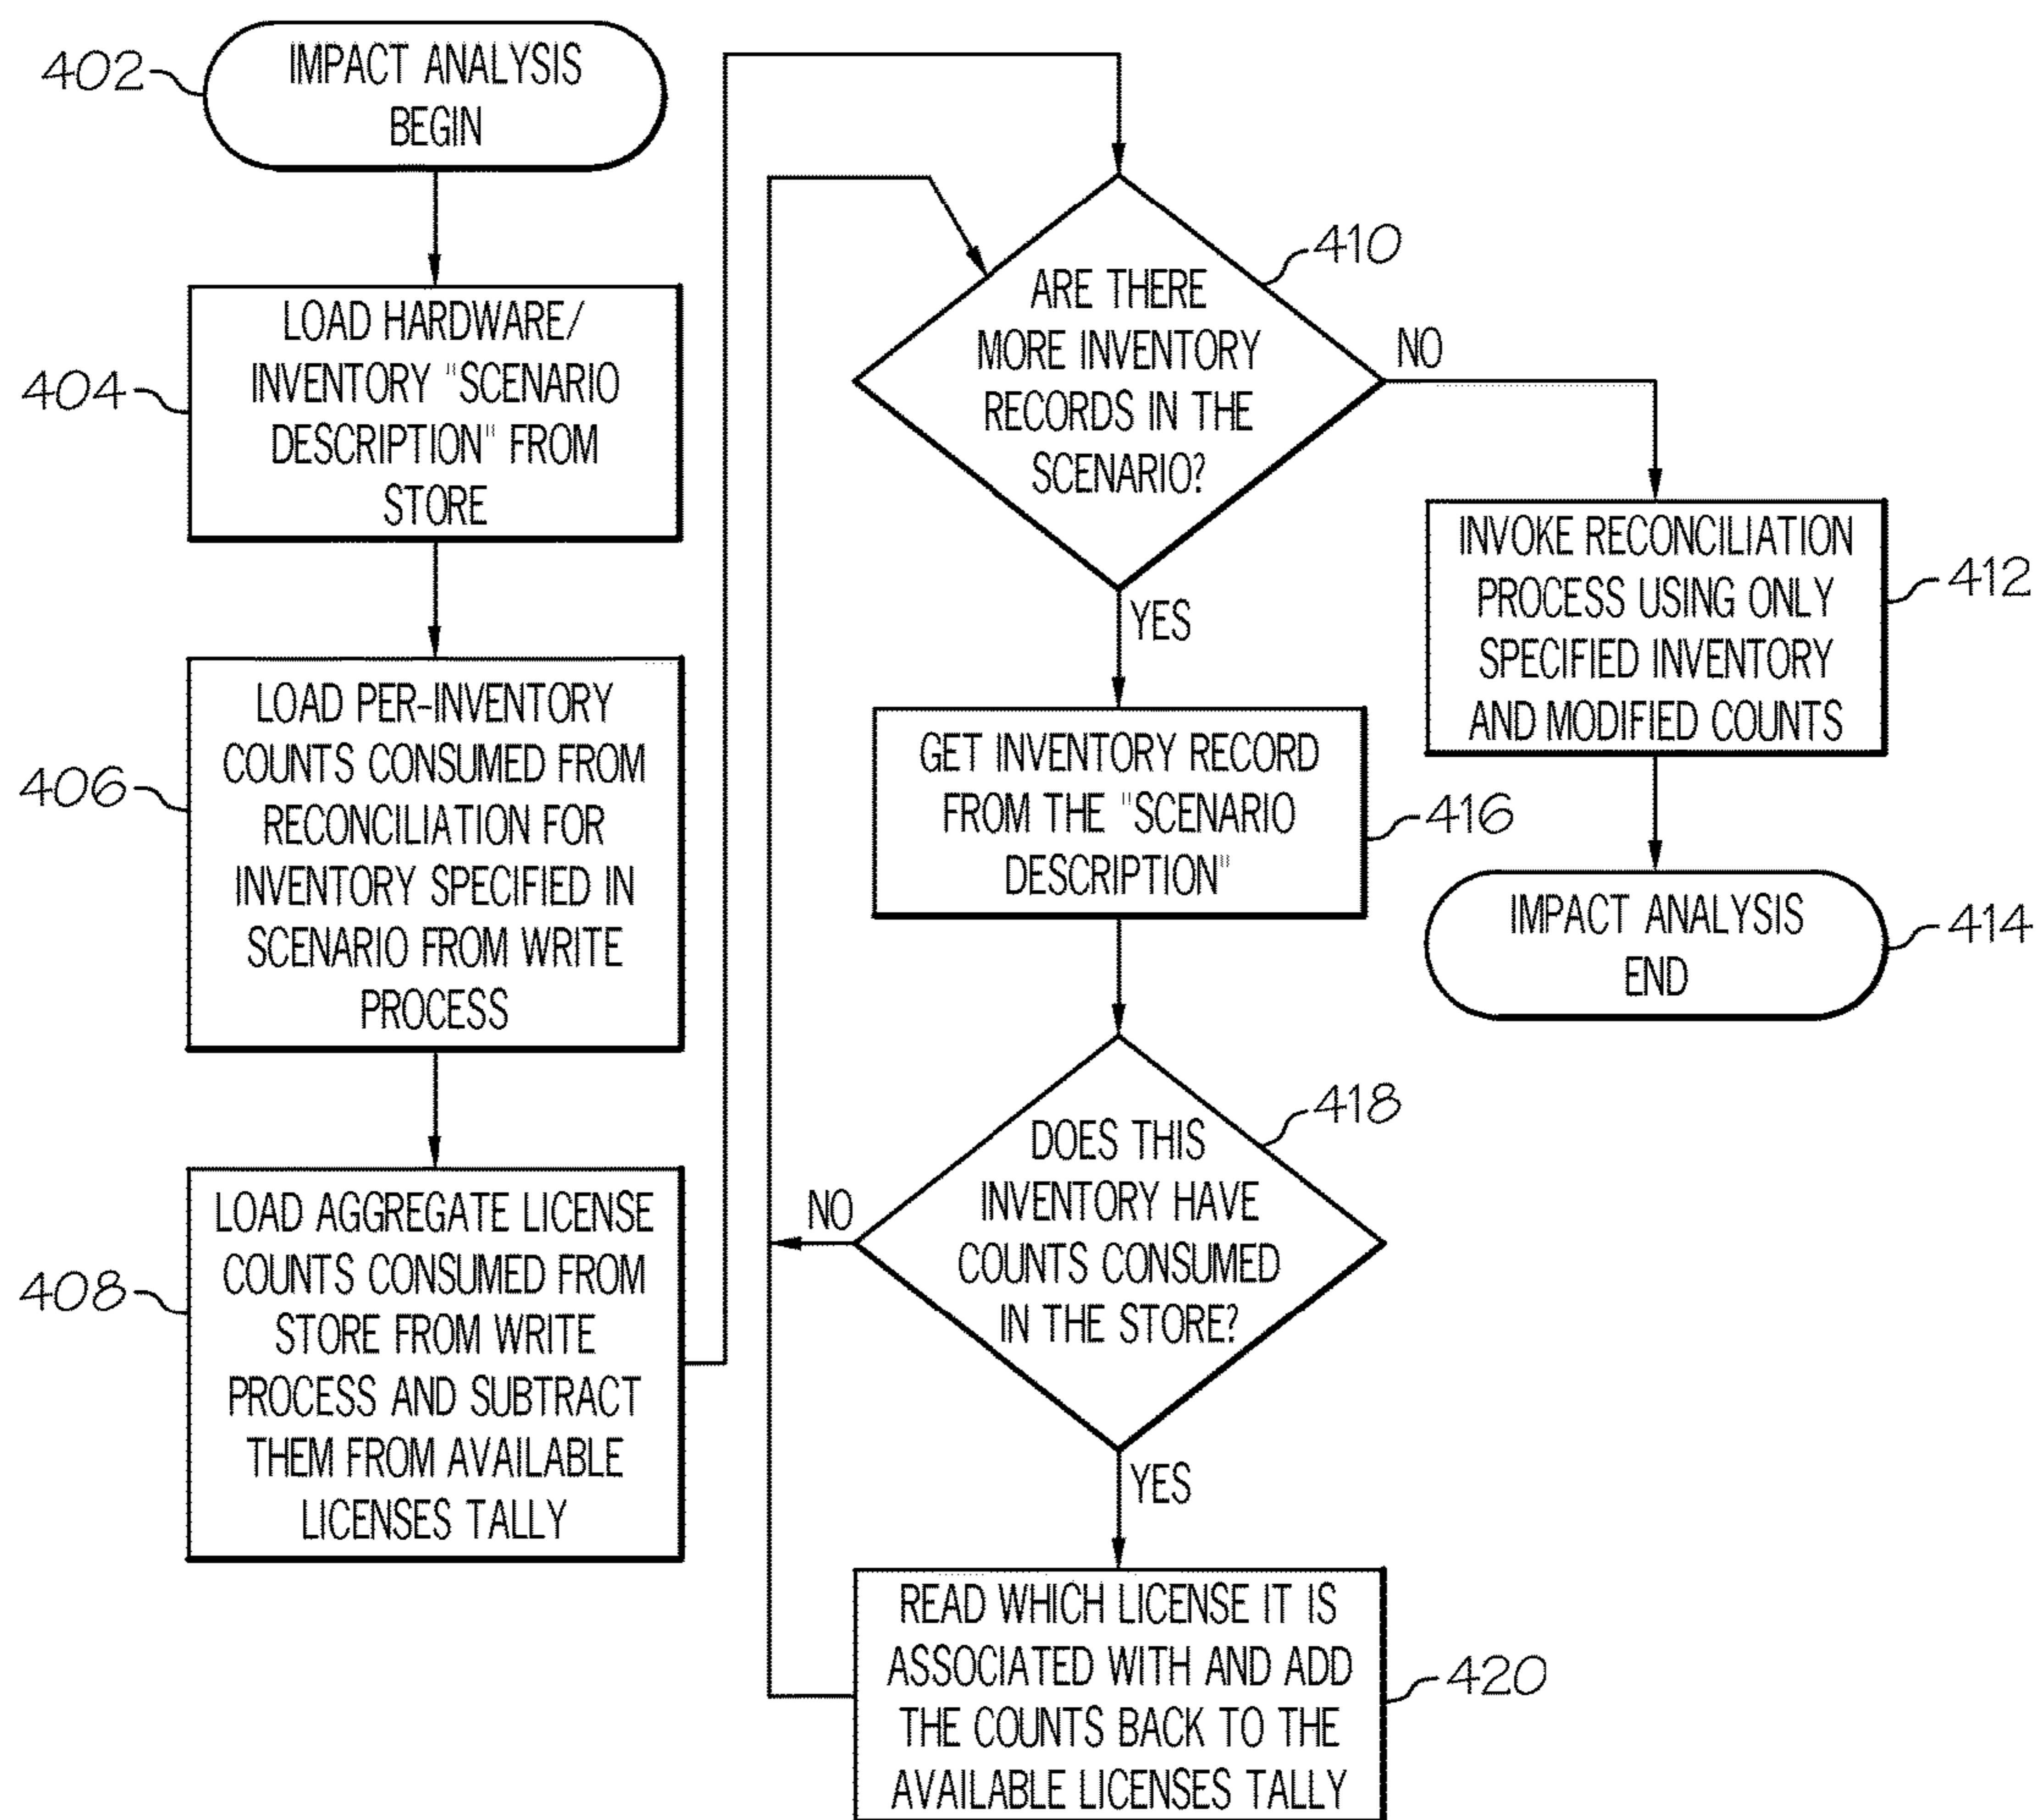 402
IMPACT ANALYSIS
BEGIN
404
LOAD HARDWARE/
INVENTORY "SCENARIO
DESCRIPTION" FROM
STORE
406
LOAD PER-INVENTORY
COUNTS CONSUMED FROM
RECONCILIATION FOR
INVENTORY SPECIFIED IN
SCENARIO FROM WRITE
PROCESS
408
LOAD AGGREGATE LICENSE
COUNTS CONSUMED FROM
STORE FROM WRITE
PROCESS AND SUBTRACT
THEM FROM AVAILABLE
LICENSES TALLY
410
ARE THERE
MORE INVENTORY
RECORDS IN THE
SCENARIO?
NO
YES
412
INVOKE RECONCILIATION
PROCESS USING ONLY
SPECIFIED INVENTORY
AND MODIFIED COUNTS
414
IMPACT ANALYSIS
END
416
GET INVENTORY RECORD
FROM THE "SCENARIO
DESCRIPTION"
418
DOES THIS
INVENTORY HAVE
COUNTS CONSUMED
IN THE STORE?
NO
YES
420
READ WHICH LICENSE IT IS
ASSOCIATED WITH AND ADD
THE COUNTS BACK TO THE
AVAILABLE LICENSES TALLY